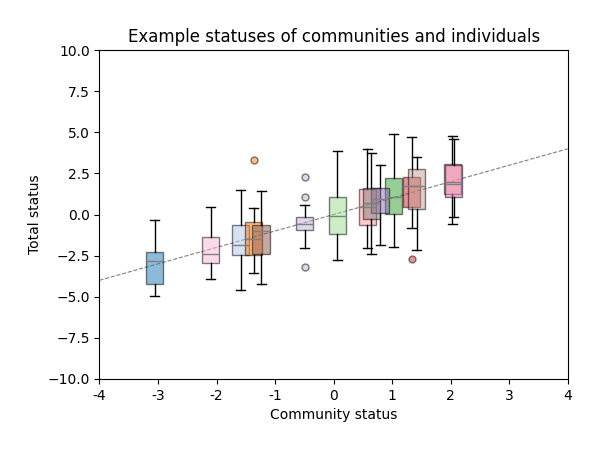 Example statuses of communities and individuals
10.0
7.5
5.0
2.5
0.0
−2.5
−5.0
−7.5
−10.0
Total status
-4 -3 -2 -1 0 1 2 3 4
Community status